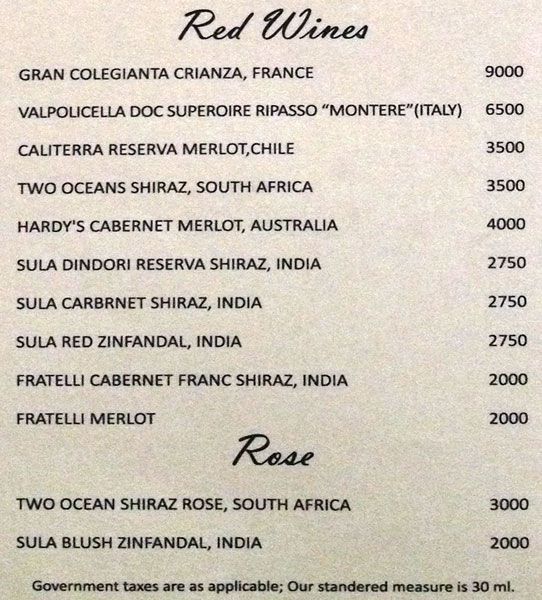 Red Wines
GRAN COLEGIANTA CRIANZA, FRANCE 9000
VALPOLICELLA DOC SUPEROIRE RIPASSO "MONTERE"(ITALY) 6500
CALITERRA RESERVA MERLOT,CHILE 3500
TWO OCEANS SHIRAZ, SOUTH AFRICA 3500
HARDY'S CABERNET MERLOT, AUSTRALIA 4000
SULA DINDORI RESERVA SHIRAZ, INDIA 2750
SULA CARBRNET SHIRAZ, INDIA 2750
SULA RED ZINFANDAL, INDIA 2750
FRATELLI CABERNET FRANC SHIRAZ, INDIA 2000
FRATELLI MERLOT 2000
Rose
TWO OCEAN SHIRAZ ROSE, SOUTH AFRICA 3000
SULA BLUSH ZINFANDAL, INDIA 2000
Government taxes are as applicable; Our standered measure is 30 ml.